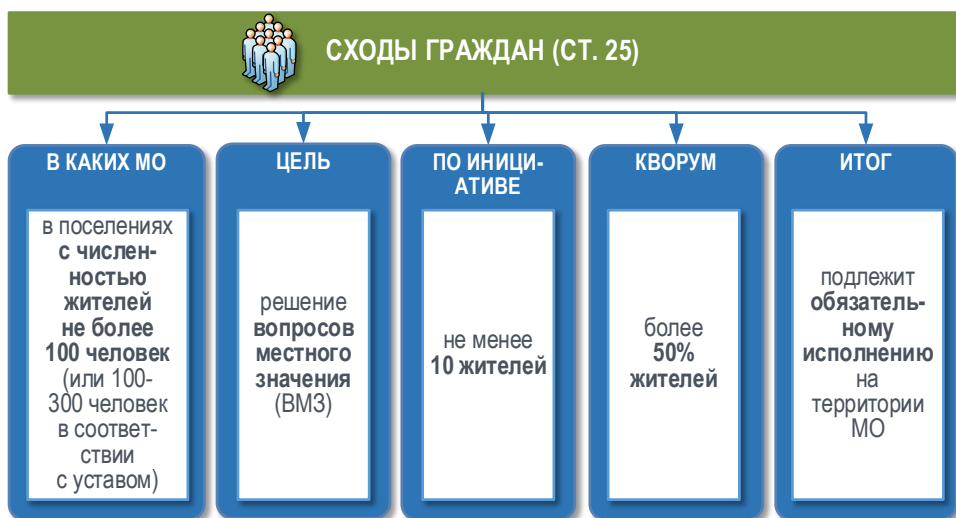 СХОДЫ ГРАЖДАН (СТ. 25)
В КАКИХ МО
в поселениях
с числен-
ностью
жителей
не более
100 человек
(или 100-
300 человек
в соответ-
ствии
с уставом)
ЦЕЛЬ
решение
вопросов
местного
значения
(ВМЗ)
ПО ИНИЦИ-
АТИВЕ
не менее
10 жителей
КВОРУМ
более
50%
жителей
ИТОГ
подлежит
обязатель-
ному
исполнению
на
территории
МО